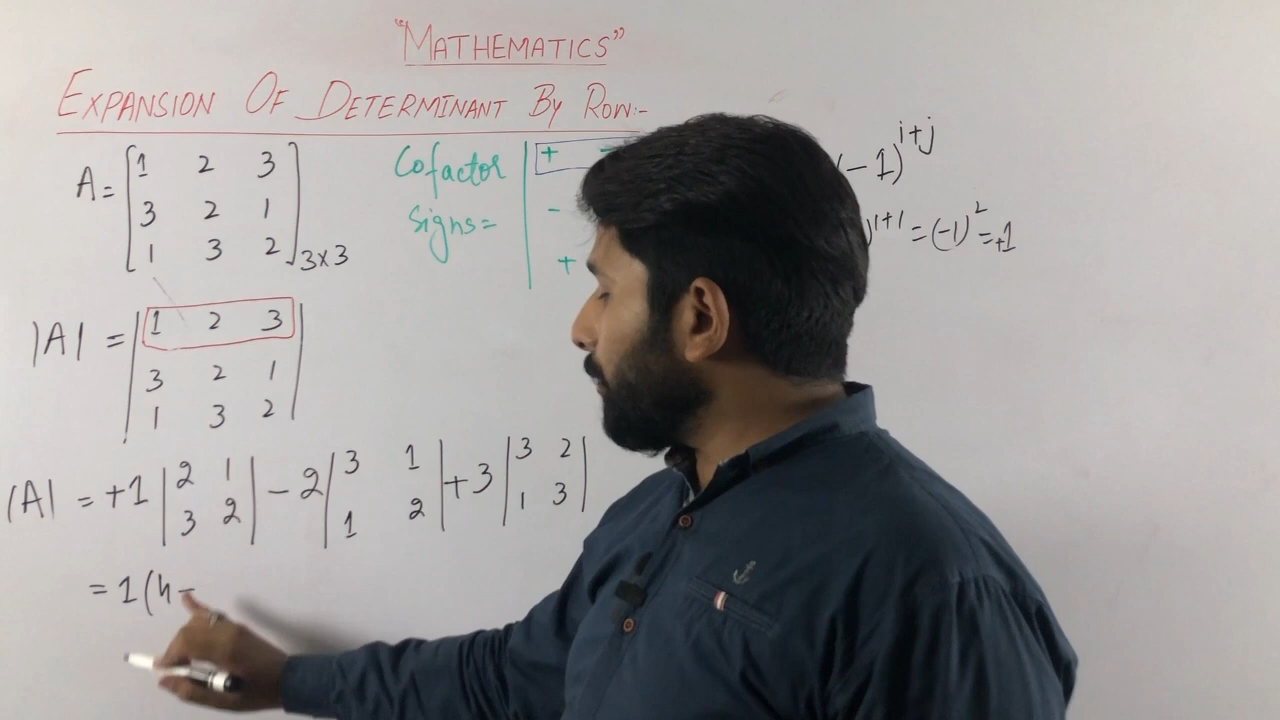 "MATHEMATICS"
EXPANSION OF DETERMINANT BY ROW:-
A = [1 2 3
3 2 1
1 3 2] 3×3
Cofactor
Signs =
| +
-
+
(-1)^i+j
)^1+1 = (-1)^2 = +1
|A| = | 1 2 3 |
3 2 1
1 3 2
|A| = +1 | 2 1 | - 2 | 3 1 | + 3 | 3 2 |
3 2 1 2 1 3
= 1(4 -